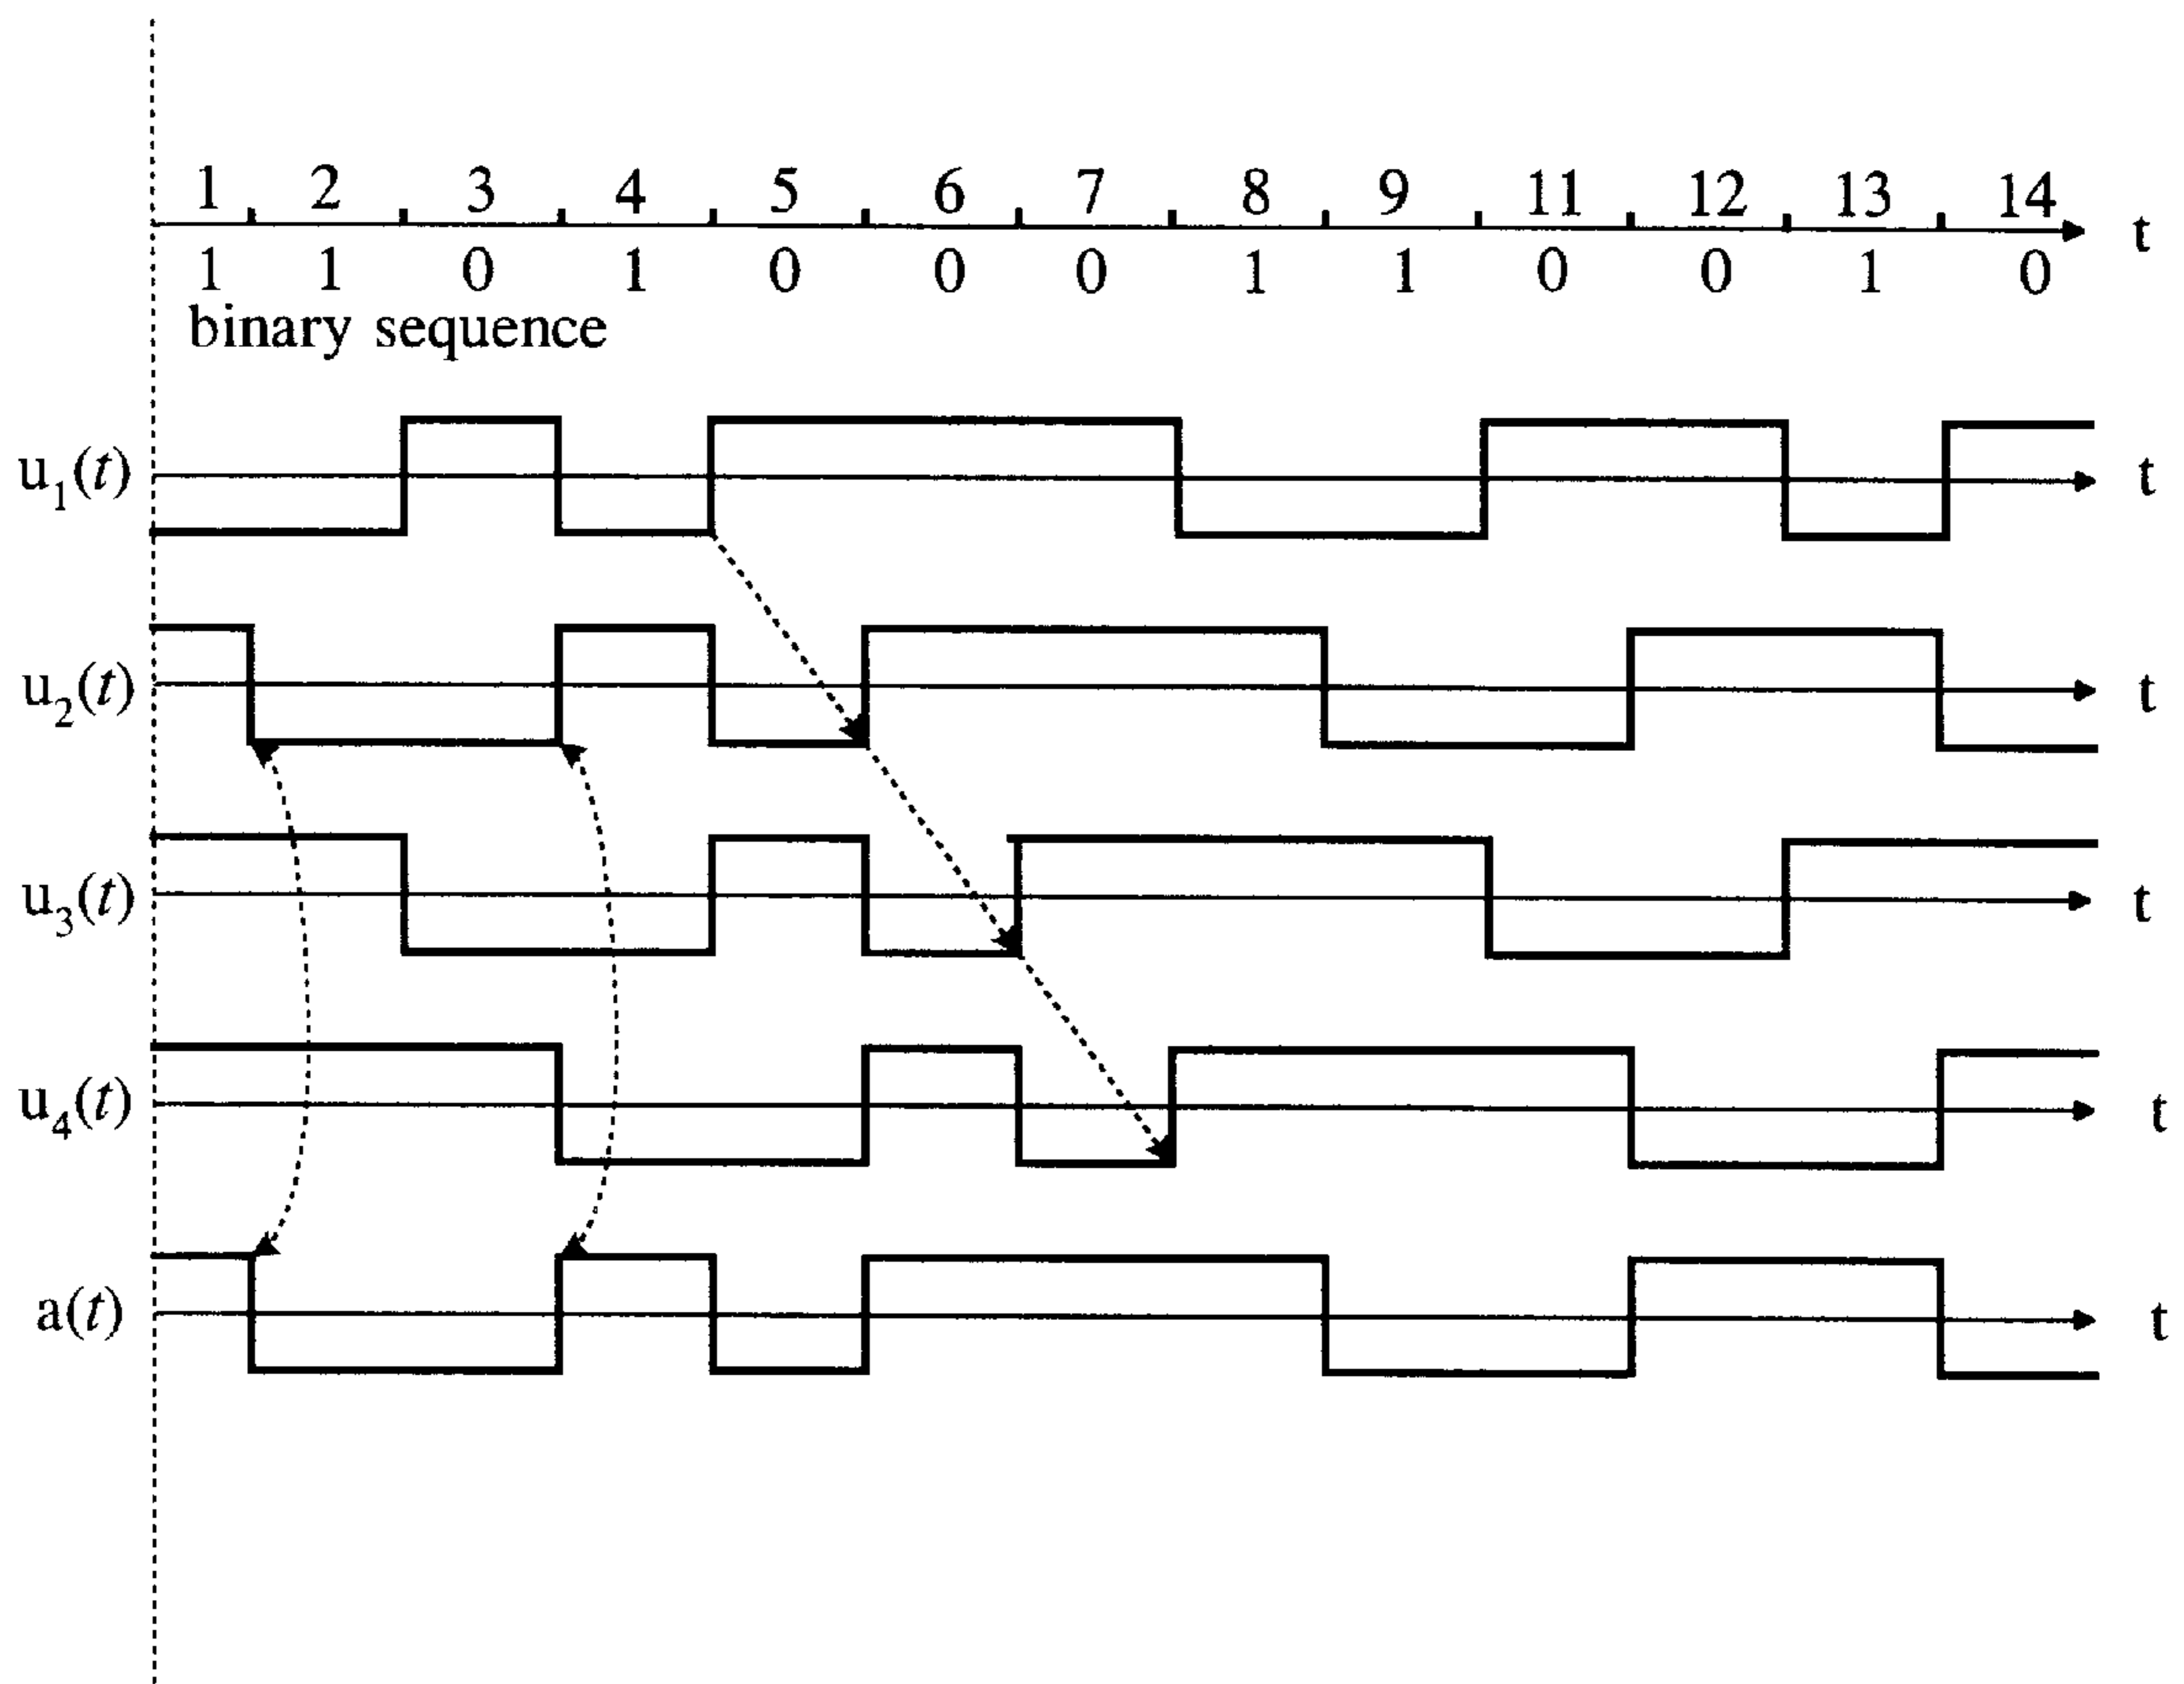 1 2 3 4 5 6 7 8 9 11 12 13 14
t
1 1 0 1 0 0 0 1 1 0 0 1 0
binary sequence
u1(t) t
u2(t) t
u3(t) t
u4(t) t
a(t) t